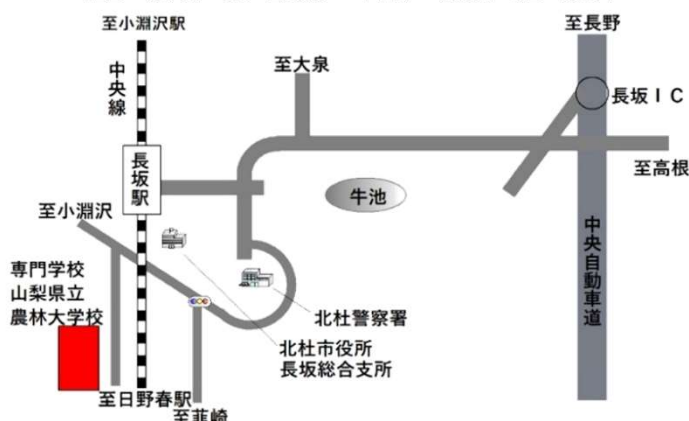 至小淵沢駅
至長野
中央線
至大泉
長坂IC
長坂駅
至高根
牛池
至小淵沢
中央自動車道
専門学校
山梨県立
農林大学校
北杜警察署
北杜市役所
長坂総合支所
至日野春駅
至韮崎